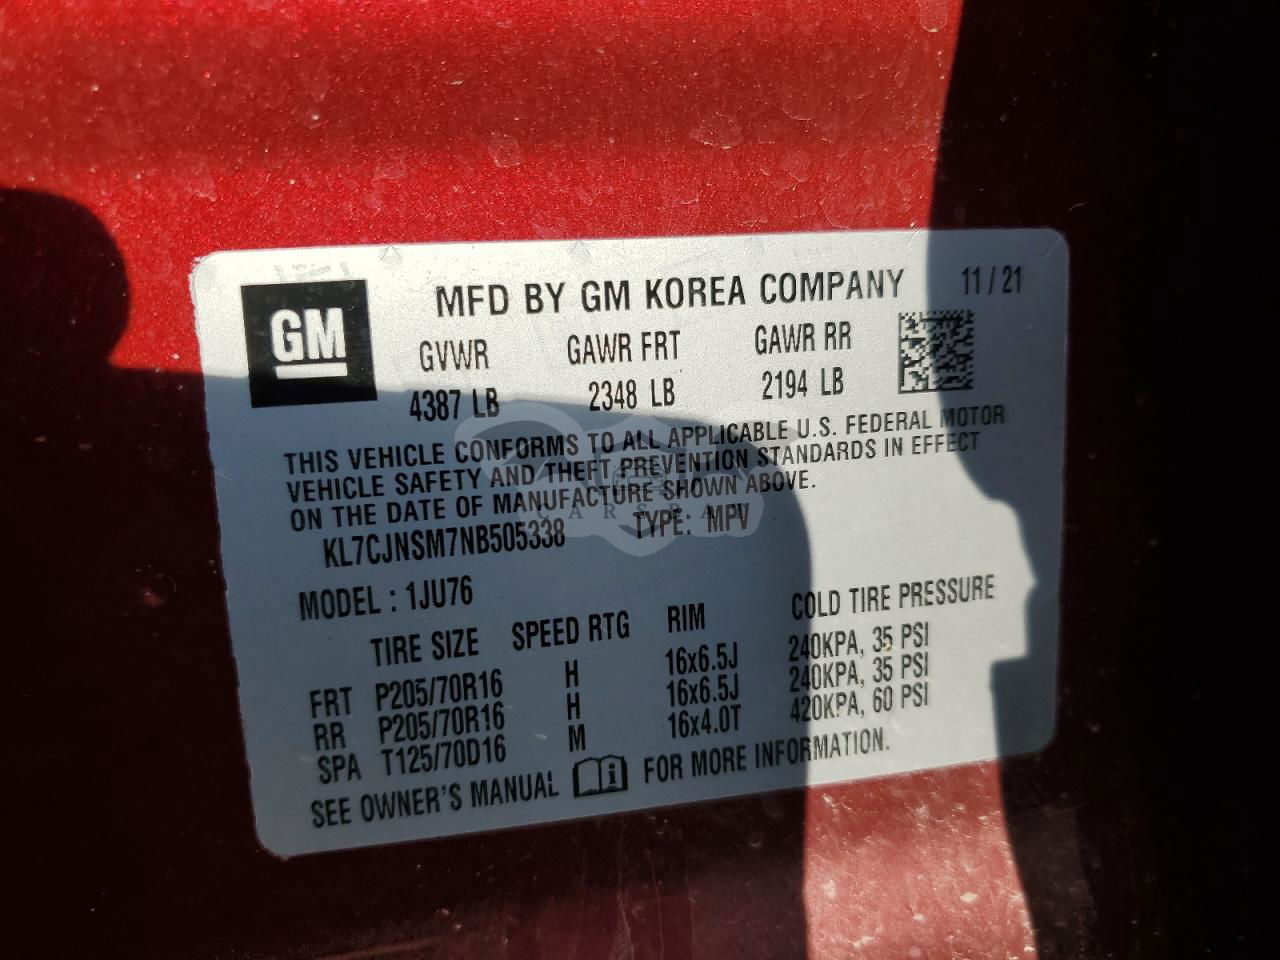 GM
MFD BY GM KOREA COMPANY 11/21
GVWR GAWR FRT GAWR RR
4387 LB 2348 LB 2194 LB
THIS VEHICLE CONFORMS TO ALL APPLICABLE U.S. FEDERAL MOTOR
VEHICLE SAFETY AND THEFT PREVENTION STANDARDS IN EFFECT
ON THE DATE OF MANUFACTURE SHOWN ABOVE.
KL7CJNSM7NB505338 TYPE: MPV
MODEL : 1JU76
TIRE SIZE SPEED RTG RIM COLD TIRE PRESSURE
FRT P205/70R16 H 16x6.5J 240KPA, 35 PSI
RR P205/70R16 H 16x6.5J 240KPA, 35 PSI
SPA T125/70D16 M 16x4.0T 420KPA, 60 PSI
SEE OWNER'S MANUAL FOR MORE INFORMATION.